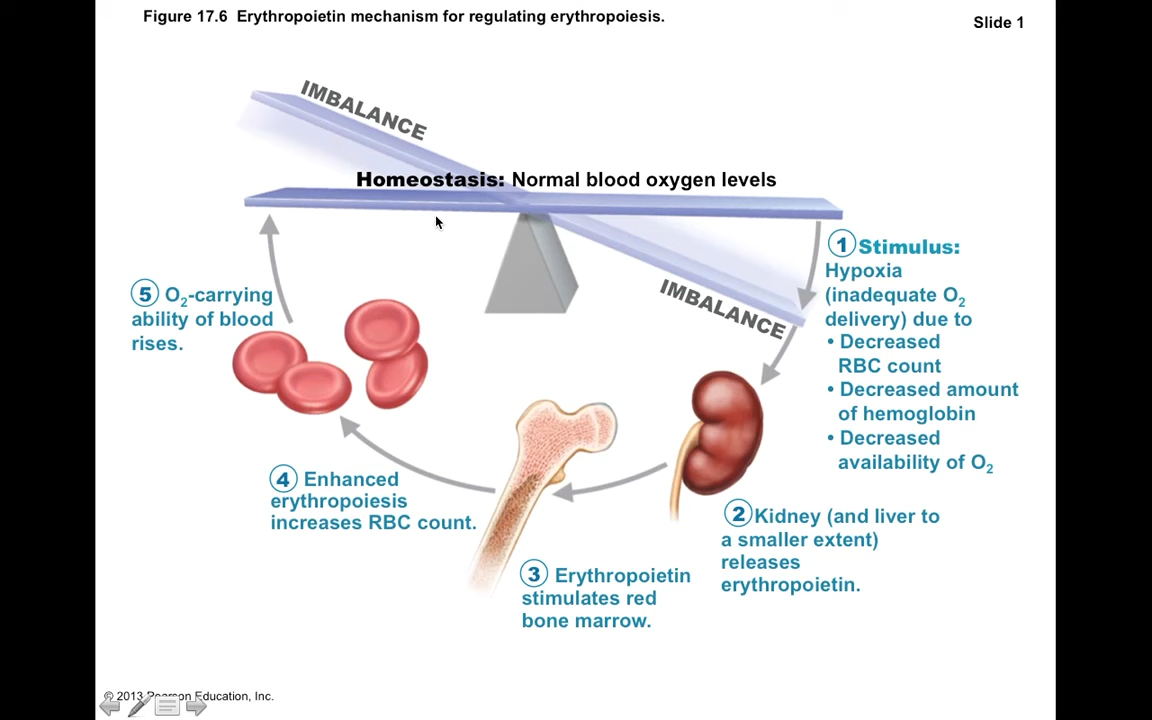 Figure 17.6 Erythropoietin mechanism for regulating erythropoiesis.
Slide 1
IMBALANCE
Homeostasis: Normal blood oxygen levels
IMBALANCE
1 Stimulus:
Hypoxia
(inadequate O2
delivery) due to
• Decreased
RBC count
• Decreased amount
of hemoglobin
• Decreased
availability of O2
2 Kidney (and liver to
a smaller extent)
releases
erythropoietin.
3 Erythropoietin
stimulates red
bone marrow.
4 Enhanced
erythropoiesis
increases RBC count.
5 O2-carrying
ability of blood
rises.
© 2013 Pearson Education, Inc.